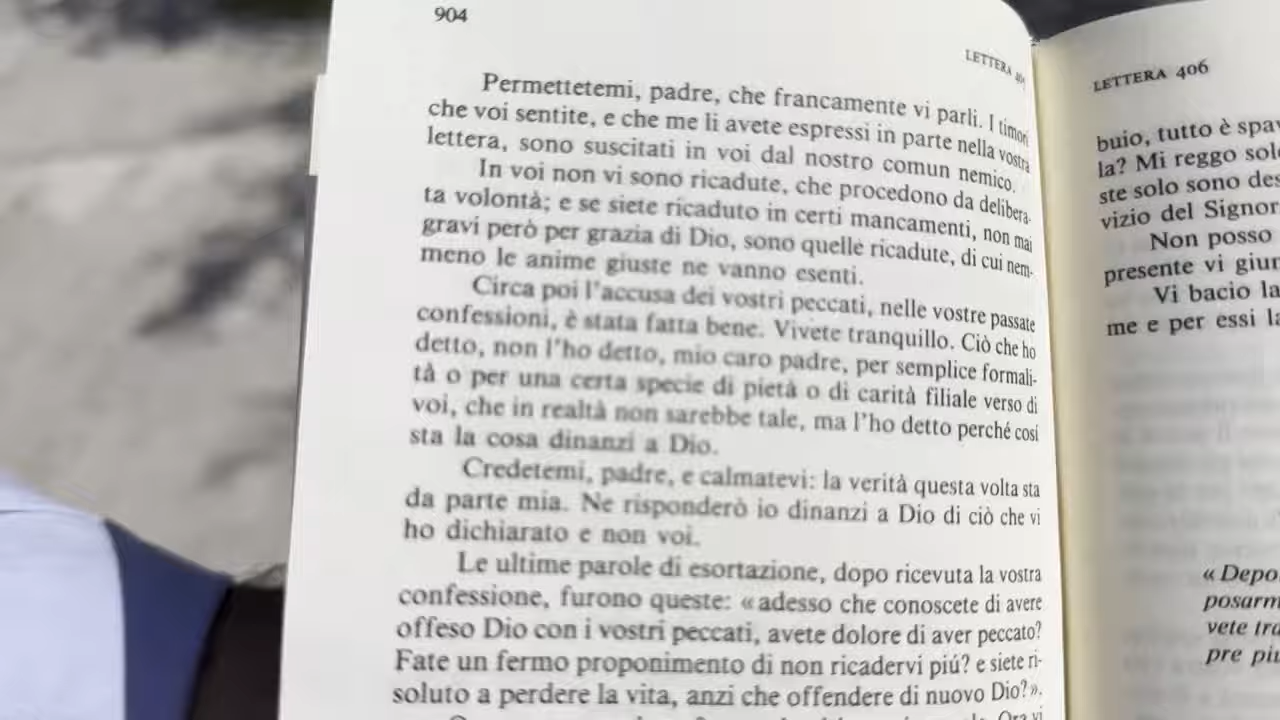 904
LETTERA
Permettetemi, padre, che francamente vi parli. I timori
che voi sentite, e che me li avete espressi in parte nella vostra
lettera, sono suscitati in voi dal nostro comun nemico.
In voi non vi sono ricadute, che procedono da delibera-
ta volontà; e se siete ricaduto in certi mancamenti, non mai
gravi però per grazia di Dio, sono quelle ricadute, di cui nem-
meno le anime giuste ne vanno esenti.
Circa poi l'accusa dei vostri peccati, nelle vostre passate
confessioni, è stata fatta bene. Vivete tranquillo. Ciò che ho
detto, non l'ho detto, mio caro padre, per semplice formali-
tà o per una certa specie di pietà o di carità filiale verso di
voi, che in realtà non sarebbe tale, ma l'ho detto perché cosí
sta la cosa dinanzi a Dio.
Credetemi, padre, e calmatevi: la verità questa volta sta
da parte mia. Ne risponderò io dinanzi a Dio di ciò che vi
ho dichiarato e non voi.
Le ultime parole di esortazione, dopo ricevuta la vostra
confessione, furono queste: «adesso che conoscete di avere
offeso Dio con i vostri peccati, avete dolore di aver peccato?
Fate un fermo proponimento di non ricadervi piú? e siete ri-
soluto a perdere la vita, anzi che offendere di nuovo Dio?».
LETTERA 406
buio, tutto è spav
la? Mi reggo solo
ste solo sono des
vizio del Signor
Non posso
presente vi giun
Vi bacio la
me e per essi la
« Depo
posarm
vete tra
pre piu